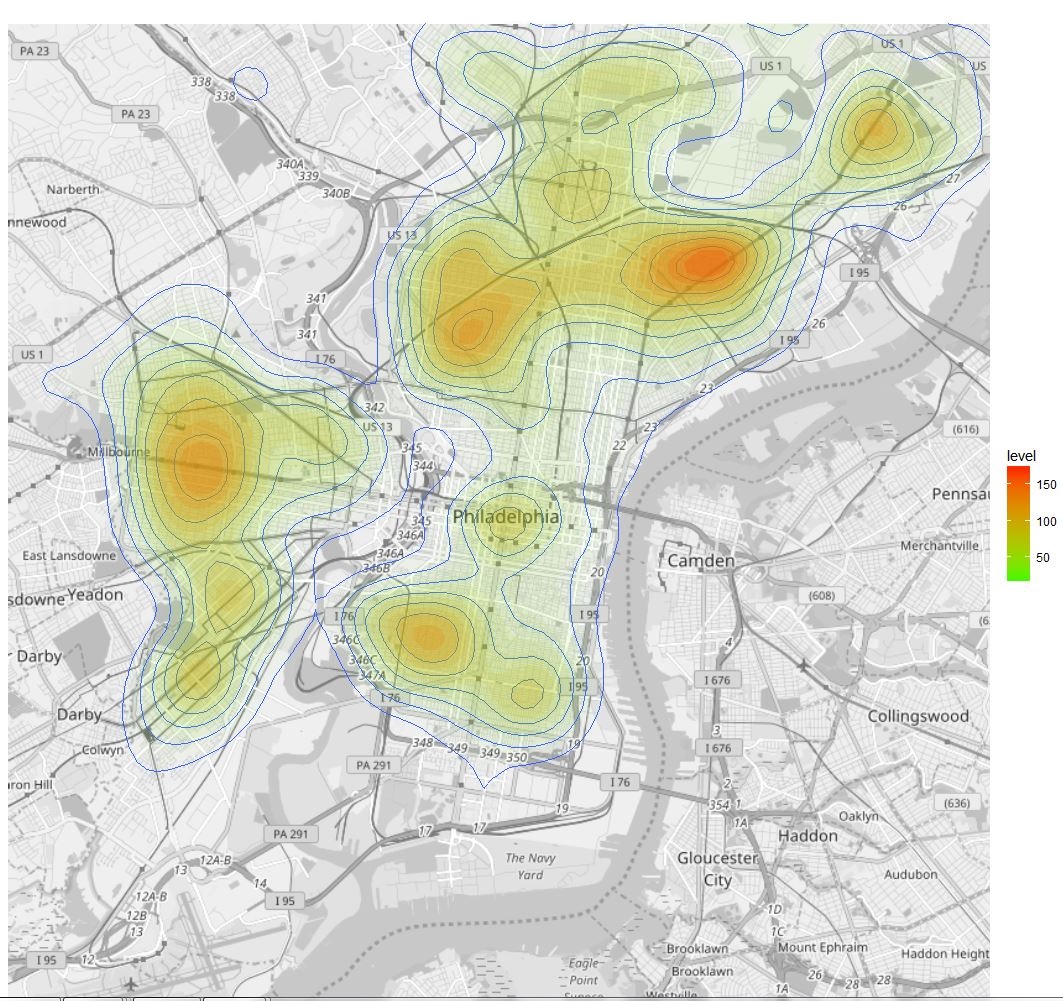 PA 23
US 1
US 1
US
338
338
PA 23
340A
339
340B
27
Narberth
26
nnewood
US 13
I 95
341
341
26
I 95
US 1
I 76
23
342
US 13
23
(616)
345
22
Millbourne
344
level
150
Pennsau
345
Philadelphia
100
346A
East Lansdowne
346A
Merchantville
Camden
50
346B
20
sdowne
Yeadon
(608)
I 76
I 95
(6
346C
4
r Darby
346C
20
347A
I 676
I 95
I 76
Darby
Collingswood
3
348
349
349
350
19
Colwyn
I 676
PA 291
aron Hill
I 76
2
354
1
(636)
19
1A
Oaklyn
17
17
PA 291
Haddon
The Navy
Yard
Gloucester
City
12A-B
13
Audubon
14
12A-B
I 95
1D
12B
1C
13
Brooklawn
Mount Ephraim
Haddon Height
I 95
12
Eagle
Point
Brooklawn
26
28
28
1A
Westville